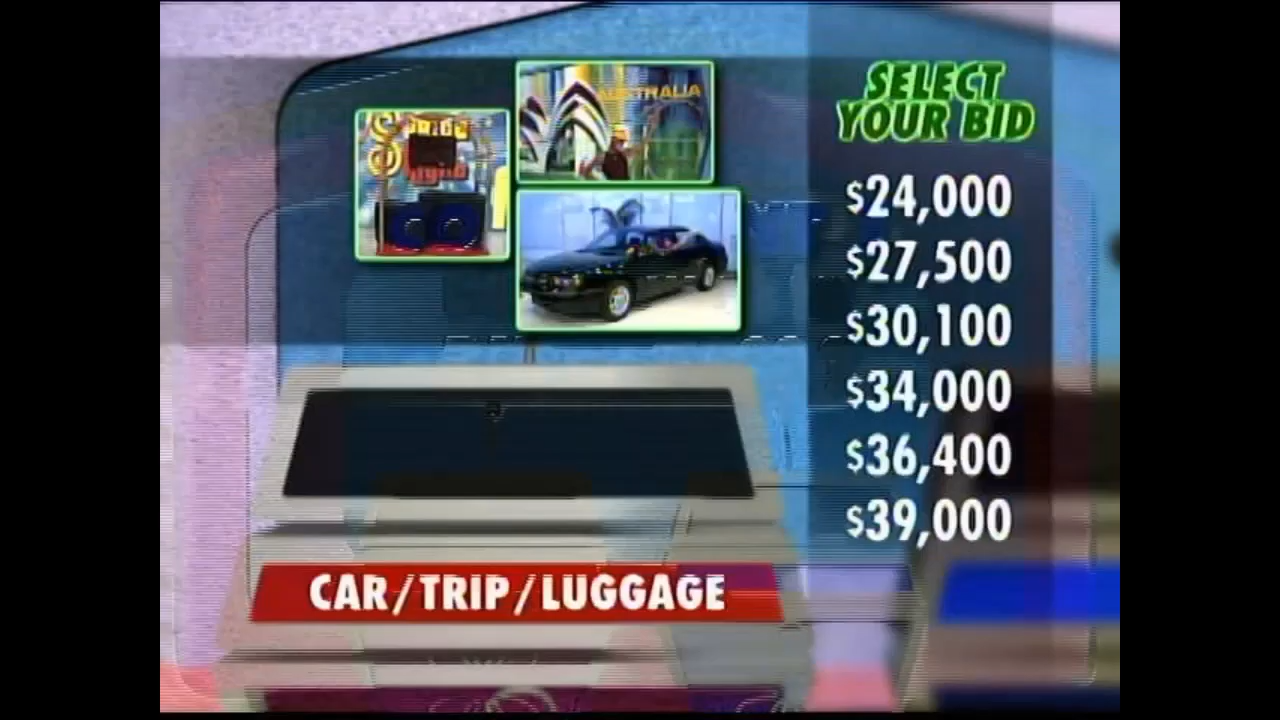 AUSTRALIA
SELECT
YOUR BID
$24,000
$27,500
$30,100
$34,000
$36,400
$39,000
CAR/TRIP/LUGGAGE